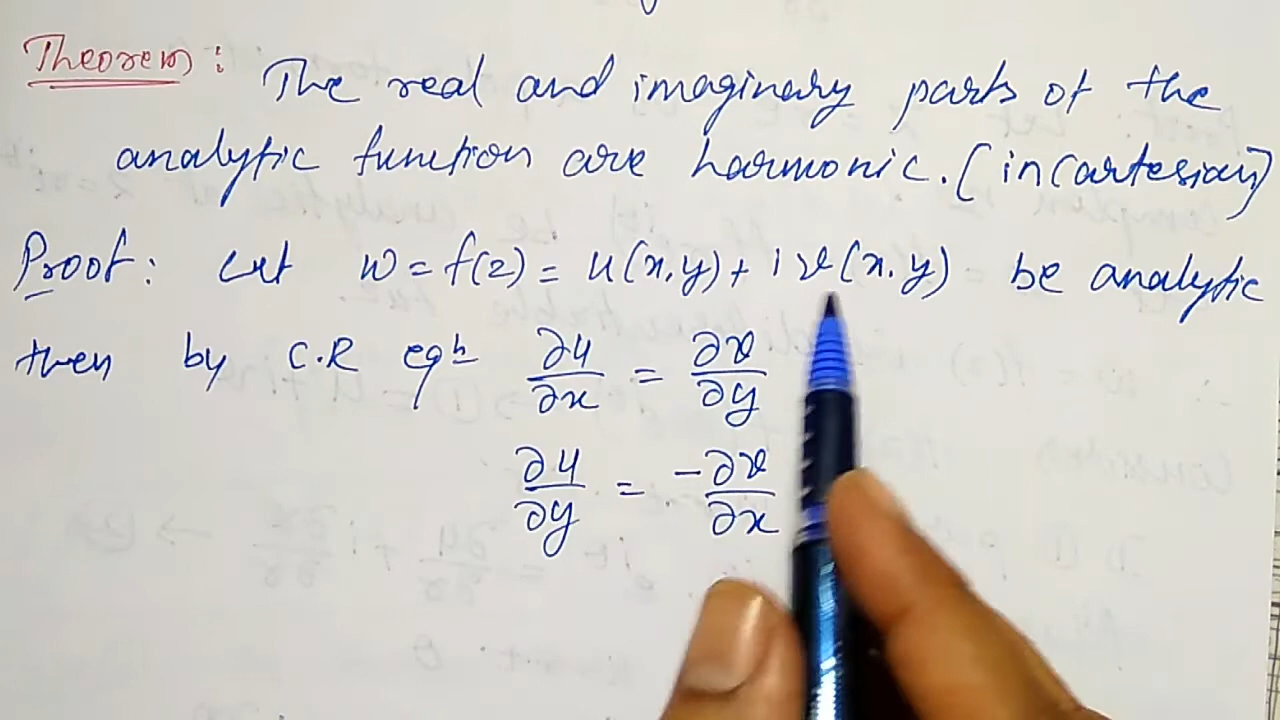 Theorem: The real and imaginary parts of the
analytic function are harmonic. (in Cartesian)
Proof: Let w = f(z) = u(x,y) + i v(x,y) be analytic
then by C.R eqn ∂u/∂x = ∂v/∂y
∂u/∂y = -∂v/∂x